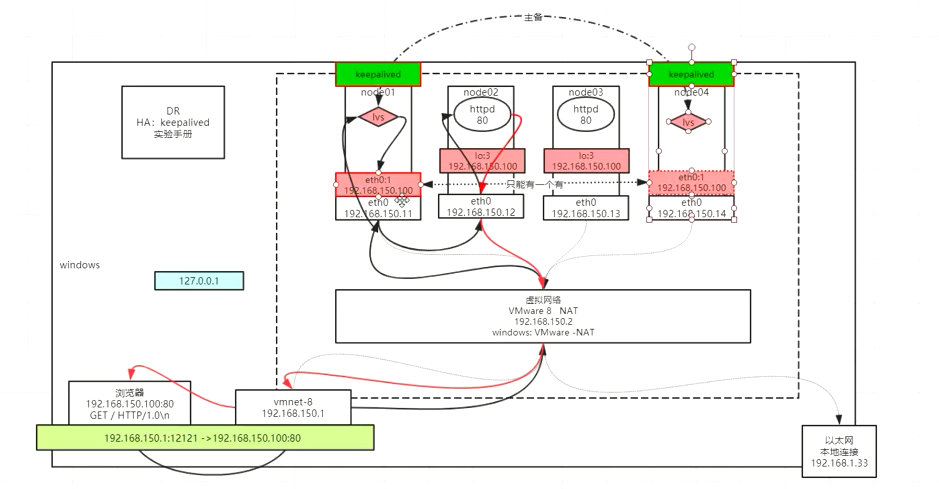 主备
keepalived
keepalived
node01
node02
node03
node04
DR
HA：keepalived
实验手册
lvs
httpd
80
httpd
80
lvs
lo:3
192.168.150.100
lo:3
192.168.150.100
eth0:1
192.168.150.100
只能有一个有
eth0:1
192.168.150.100
eth0
192.168.150.11
eth0
192.168.150.12
eth0
192.168.150.13
eth0
192.168.150.14
windows
127.0.0.1
虚拟网络
VMware 8 NAT
192.168.150.2
windows: VMware -NAT
浏览器
192.168.150.100:80
GET / HTTP/1.0\n
vmnet-8
192.168.150.1
192.168.150.1:12121 ->192.168.150.100:80
以太网
本地连接
192.168.1.33